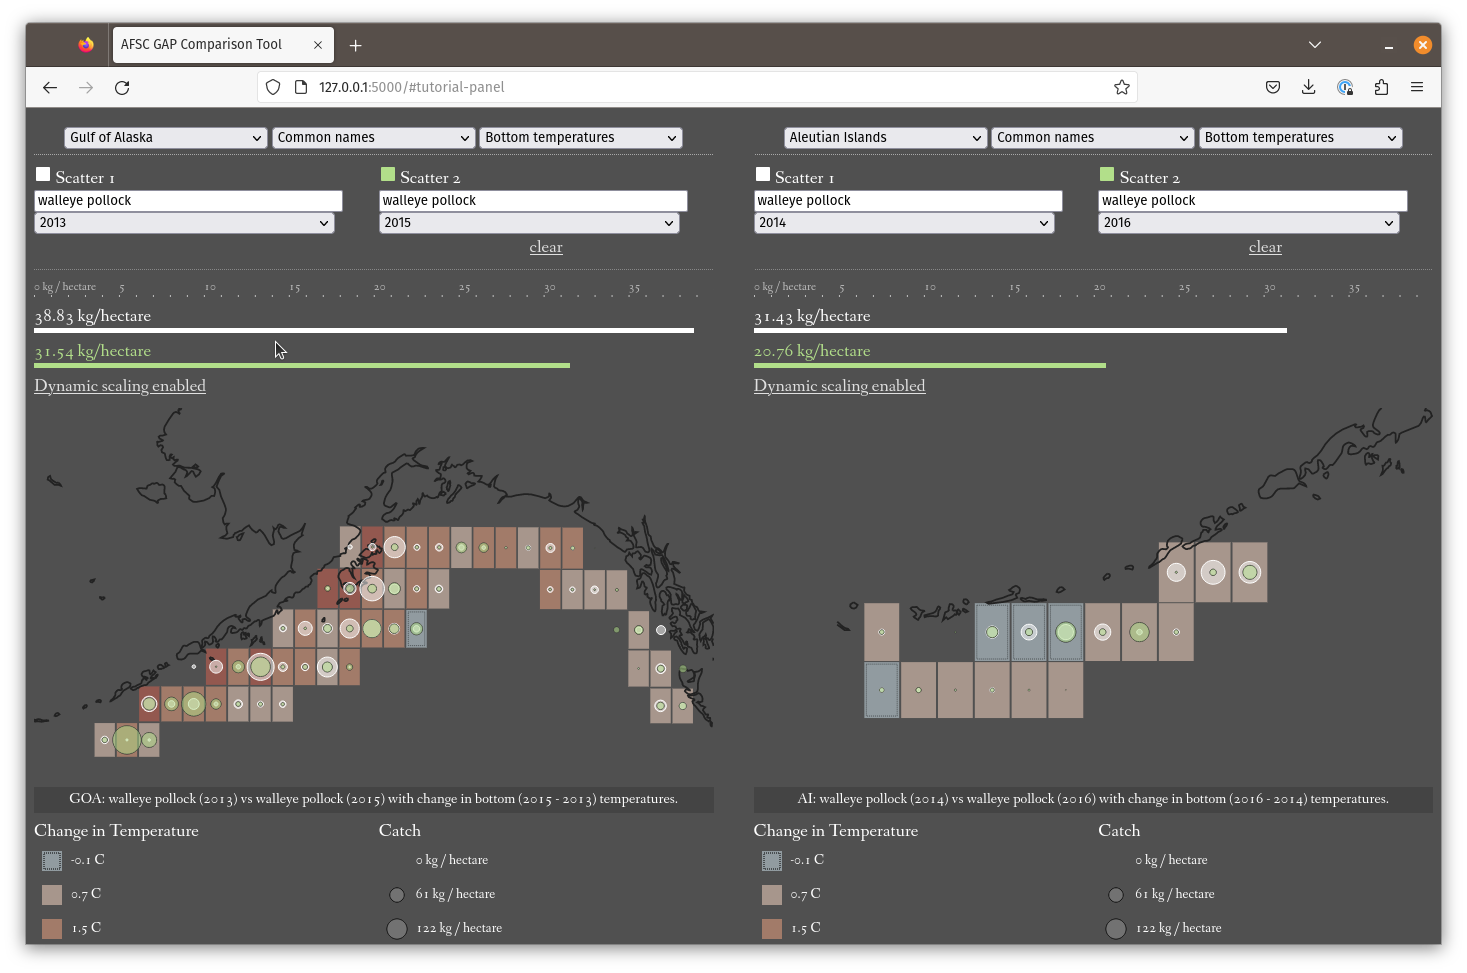 AFSC GAP Comparison Tool
127.0.0.1:5000/#tutorial-panel
Gulf of Alaska Common names Bottom temperatures
Scatter 1 Scatter 2
walleye pollock walleye pollock
2013 2015
clear
0 kg / hectare 5 10 15 20 25 30 35
38.83 kg/hectare
31.54 kg/hectare
Dynamic scaling enabled
GOA: walleye pollock (2013) vs walleye pollock (2015) with change in bottom (2015 - 2013) temperatures.
Change in Temperature Catch
-0.1 C 0 kg / hectare
0.7 C 61 kg / hectare
1.5 C 122 kg / hectare
Aleutian Islands Common names Bottom temperatures
Scatter 1 Scatter 2
walleye pollock walleye pollock
2014 2016
clear
0 kg / hectare 5 10 15 20 25 30 35
31.43 kg/hectare
20.76 kg/hectare
Dynamic scaling enabled
AI: walleye pollock (2014) vs walleye pollock (2016) with change in bottom (2016 - 2014) temperatures.
Change in Temperature Catch
-0.1 C 0 kg / hectare
0.7 C 61 kg / hectare
1.5 C 122 kg / hectare